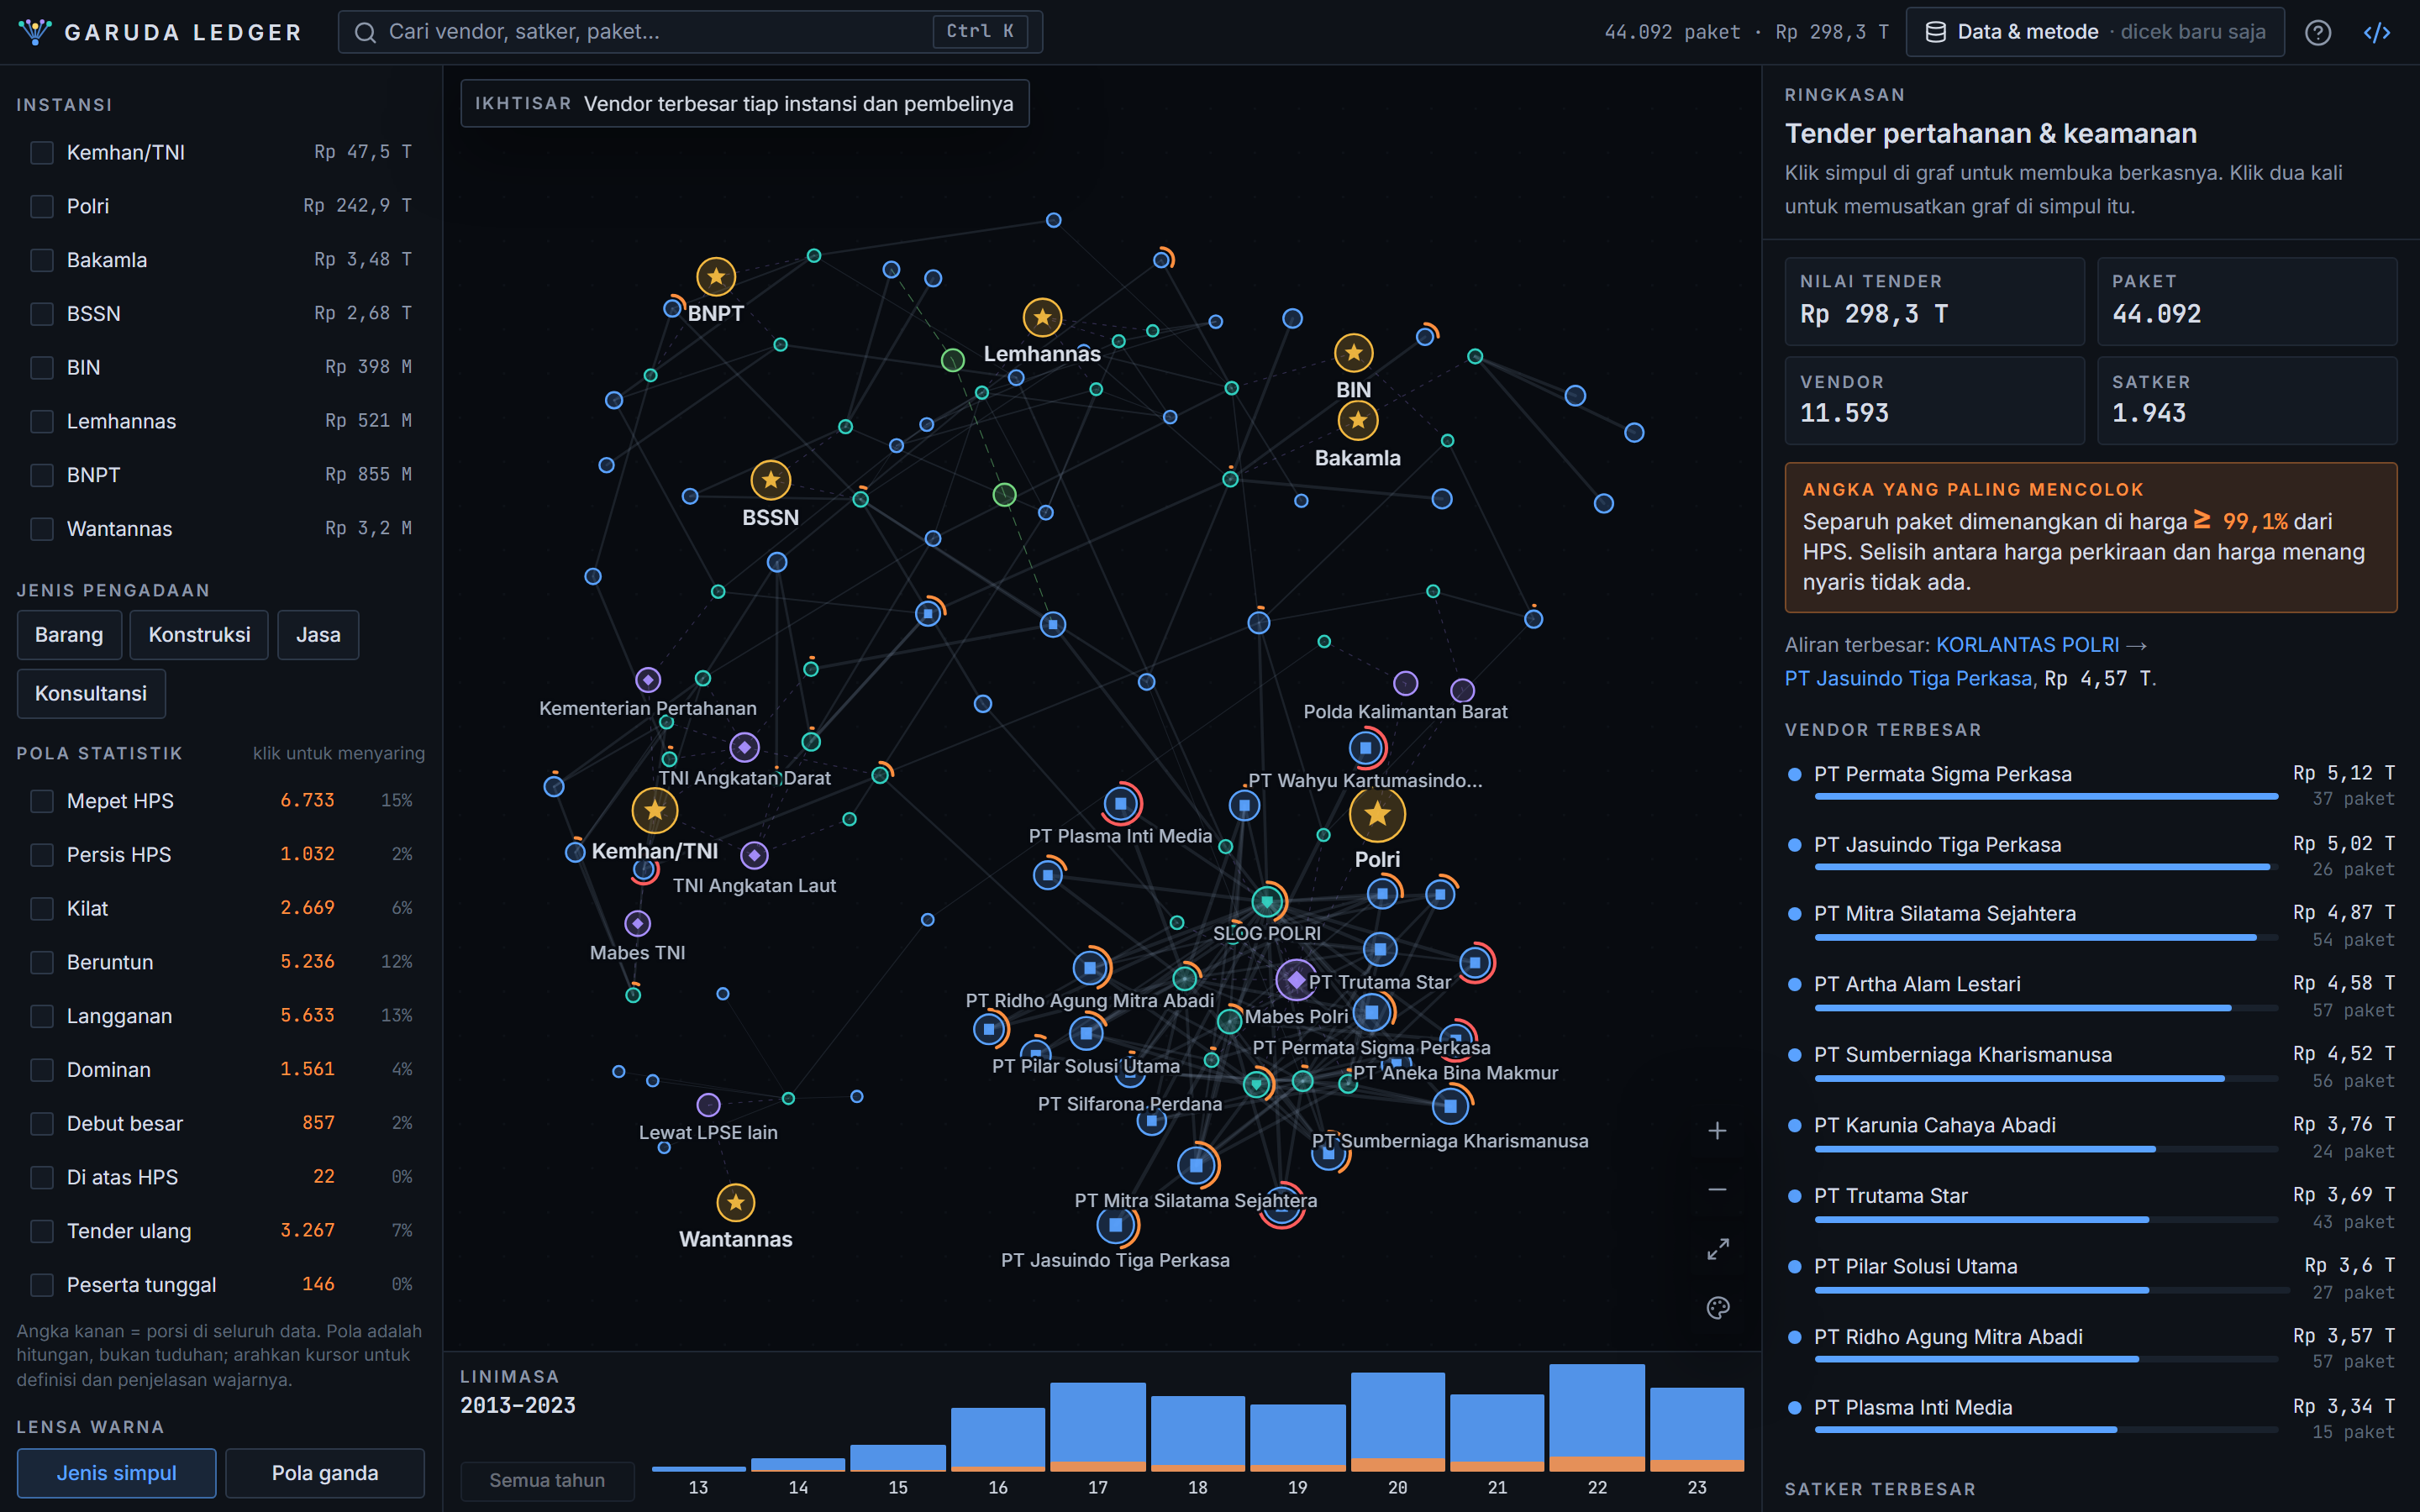 GARUDA LEDGER
Cari vendor, satker, paket...
Ctrl K
44.092 paket · Rp 298,3 T
Data & metode · dicek baru saja
INSTANSI
Kemhan/TNI Rp 47,5 T
Polri Rp 242,9 T
Bakamla Rp 3,48 T
BSSN Rp 2,68 T
BIN Rp 398 M
Lemhannas Rp 521 M
BNPT Rp 855 M
Wantannas Rp 3,2 M
JENIS PENGADAAN
Barang
Konstruksi
Jasa
Konsultansi
POLA STATISTIK klik untuk menyaring
Mepet HPS 6.733 15%
Persis HPS 1.032 2%
Kilat 2.669 6%
Beruntun 5.236 12%
Langganan 5.633 13%
Dominan 1.561 4%
Debut besar 857 2%
Di atas HPS 22 0%
Tender ulang 3.267 7%
Peserta tunggal 146 0%
Angka kanan = porsi di seluruh data. Pola adalah
hitungan, bukan tuduhan; arahkan kursor untuk
definisi dan penjelasan wajarnya.
LENSA WARNA
Jenis simpul
Pola ganda
IKHTISAR Vendor terbesar tiap instansi dan pembelinya
BNPT
Lemhannas
BIN
Bakamla
BSSN
Kementerian Pertahanan
Polda Kalimantan Barat
TNI Angkatan Darat
PT Wahyu Kartumasindo...
PT Plasma Inti Media
Kemhan/TNI
Polri
TNI Angkatan Laut
SLOG POLRI
Mabes TNI
PT Trutama Star
PT Ridho Agung Mitra Abadi
Mabes Polri
PT Permata Sigma Perkasa
PT Pilar Solusi Utama
PT Aneka Bina Makmur
PT Silfarona Perdana
Lewat LPSE lain
PT Sumberniaga Kharismanusa
PT Mitra Silatama Sejahtera
Wantannas
PT Jasuindo Tiga Perkasa
LINIMASA
2013–2023
Semua tahun
13 14 15 16 17 18 19 20 21 22 23
RINGKASAN
Tender pertahanan & keamanan
Klik simpul di graf untuk membuka berkasnya. Klik dua kali
untuk memusatkan graf di simpul itu.
NILAI TENDER
Rp 298,3 T
PAKET
44.092
VENDOR
11.593
SATKER
1.943
ANGKA YANG PALING MENCOLOK
Separuh paket dimenangkan di harga ≥ 99,1% dari
HPS. Selisih antara harga perkiraan dan harga menang
nyaris tidak ada.
Aliran terbesar: KORLANTAS POLRI →
PT Jasuindo Tiga Perkasa, Rp 4,57 T.
VENDOR TERBESAR
PT Permata Sigma Perkasa Rp 5,12 T
37 paket
PT Jasuindo Tiga Perkasa Rp 5,02 T
26 paket
PT Mitra Silatama Sejahtera Rp 4,87 T
54 paket
PT Artha Alam Lestari Rp 4,58 T
57 paket
PT Sumberniaga Kharismanusa Rp 4,52 T
56 paket
PT Karunia Cahaya Abadi Rp 3,76 T
24 paket
PT Trutama Star Rp 3,69 T
43 paket
PT Pilar Solusi Utama Rp 3,6 T
27 paket
PT Ridho Agung Mitra Abadi Rp 3,57 T
57 paket
PT Plasma Inti Media Rp 3,34 T
15 paket
SATKER TERBESAR